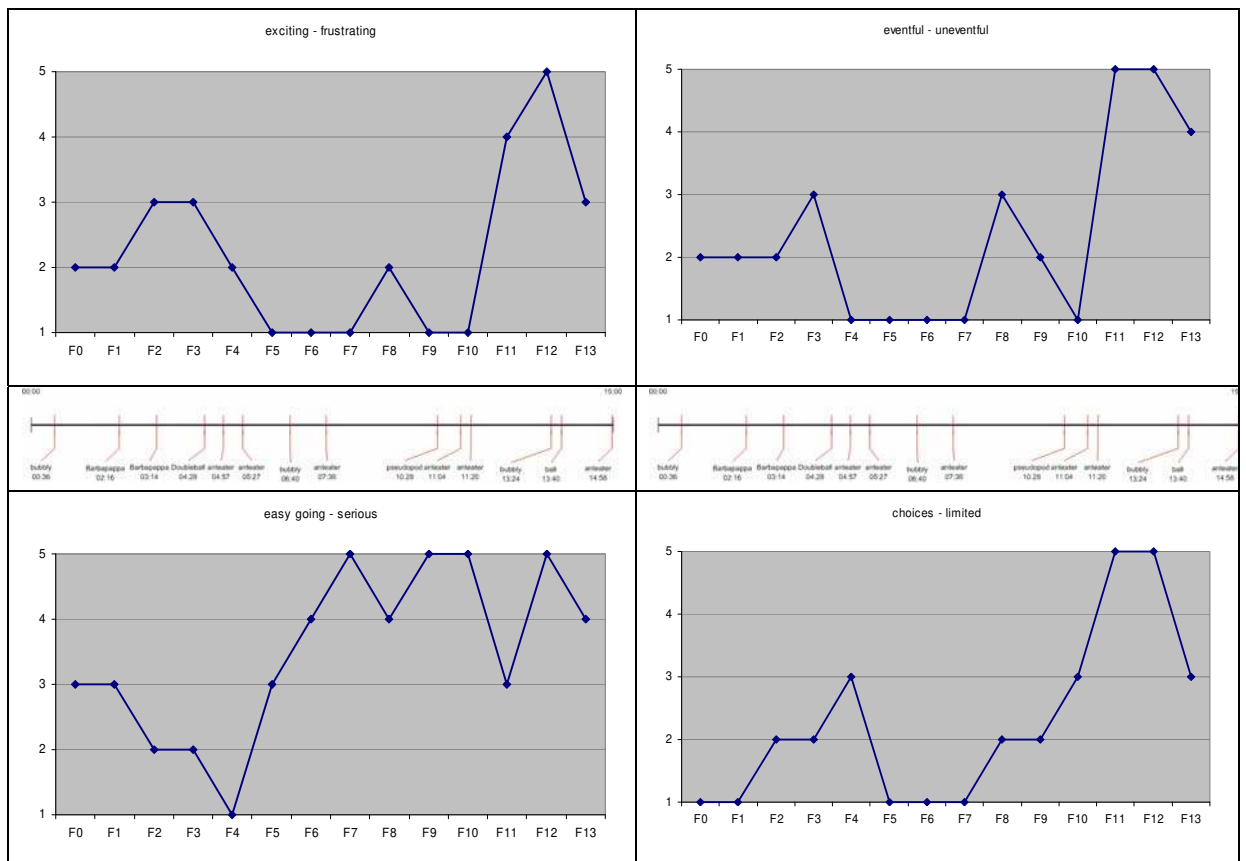 exciting - frustrating
5
4
3
2
1
F0 F1 F2 F3 F4 F5 F6 F7 F8 F9 F10 F11 F12 F13
eventful - uneventful
5
4
3
2
1
F0 F1 F2 F3 F4 F5 F6 F7 F8 F9 F10 F11 F12 F13
00:00 15:00
bubbly Barbapappa Barbapappa Doubleball anteater anteater bubbly anteater pseudopod anteater anteater bubbly ball anteater
00:36 02:16 03:14 04:28 04:57 05:27 06:40 07:36 10:28 11:04 11:20 13:24 13:40 14:58
00:00
bubbly Barbapappa Barbapappa Doubleball anteater anteater bubbly anteater pseudopod anteater anteater bubbly ball
00:36 02:16 03:14 04:28 04:57 05:27 06:40 07:36 10:28 11:04 11:20 13:24 13:40 14:58
easy going - serious
5
4
3
2
1
F0 F1 F2 F3 F4 F5 F6 F7 F8 F9 F10 F11 F12 F13
choices - limited
5
4
3
2
1
F0 F1 F2 F3 F4 F5 F6 F7 F8 F9 F10 F11 F12 F13